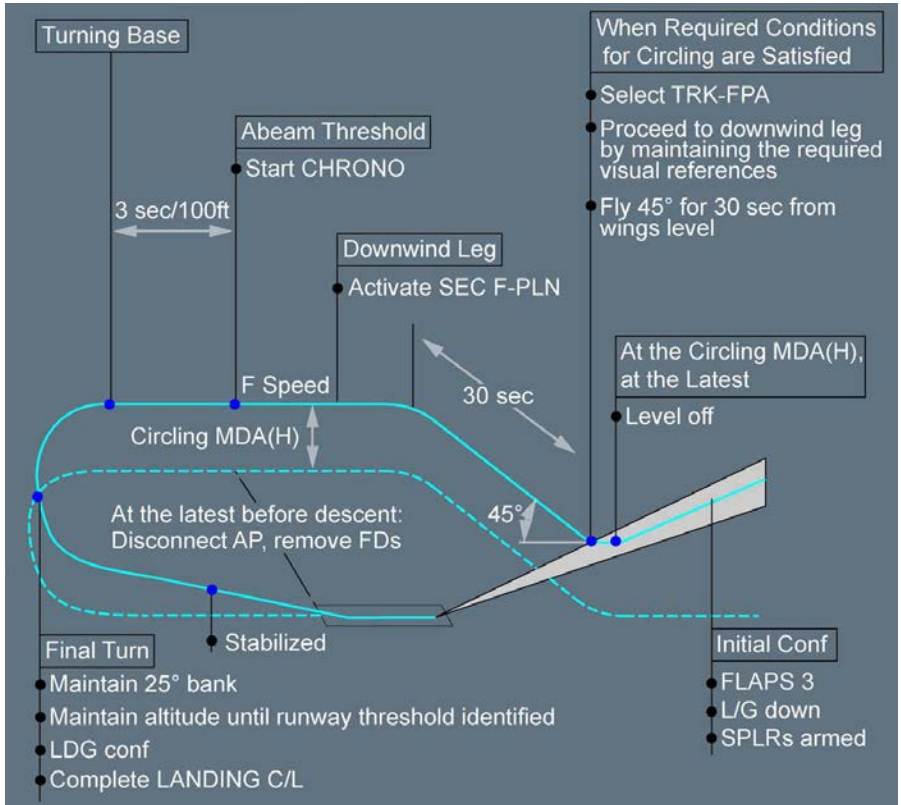 Turning Base
When Required Conditions
for Circling are Satisfied
Select TRK-FPA
Proceed to downwind leg
by maintaining the required
visual references
Fly 45° for 30 sec from
wings level
Abeam Threshold
Start CHRONO
3 sec/100ft
Downwind Leg
Activate SEC F-PLN
At the Circling MDA(H),
at the Latest
Level off
F Speed
30 sec
Circling MDA(H)
45°
At the latest before descent:
Disconnect AP, remove FDs
Stabilized
Final Turn
Maintain 25° bank
Maintain altitude until runway threshold identified
LDG conf
Complete LANDING C/L
Initial Conf
FLAPS 3
L/G down
SPLRs armed